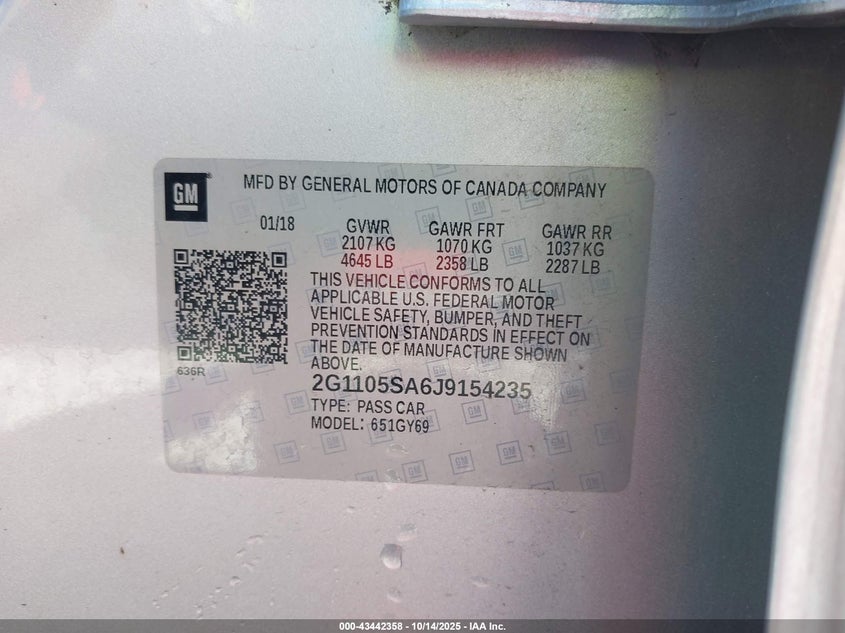 GM
MFD BY GENERAL MOTORS OF CANADA COMPANY
01/18 GVWR GAWR FRT GAWR RR
2107 KG 1070 KG 1037 KG
4645 LB 2358 LB 2287 LB
THIS VEHICLE CONFORMS TO ALL
APPLICABLE U.S. FEDERAL MOTOR
VEHICLE SAFETY, BUMPER, AND THEFT
PREVENTION STANDARDS IN EFFECT ON
THE DATE OF MANUFACTURE SHOWN
ABOVE.
636R
2G1105SA6J9154235
TYPE: PASS CAR
MODEL: 651GY69
000-43442358 | 10/14/2025 - IAA Inc.